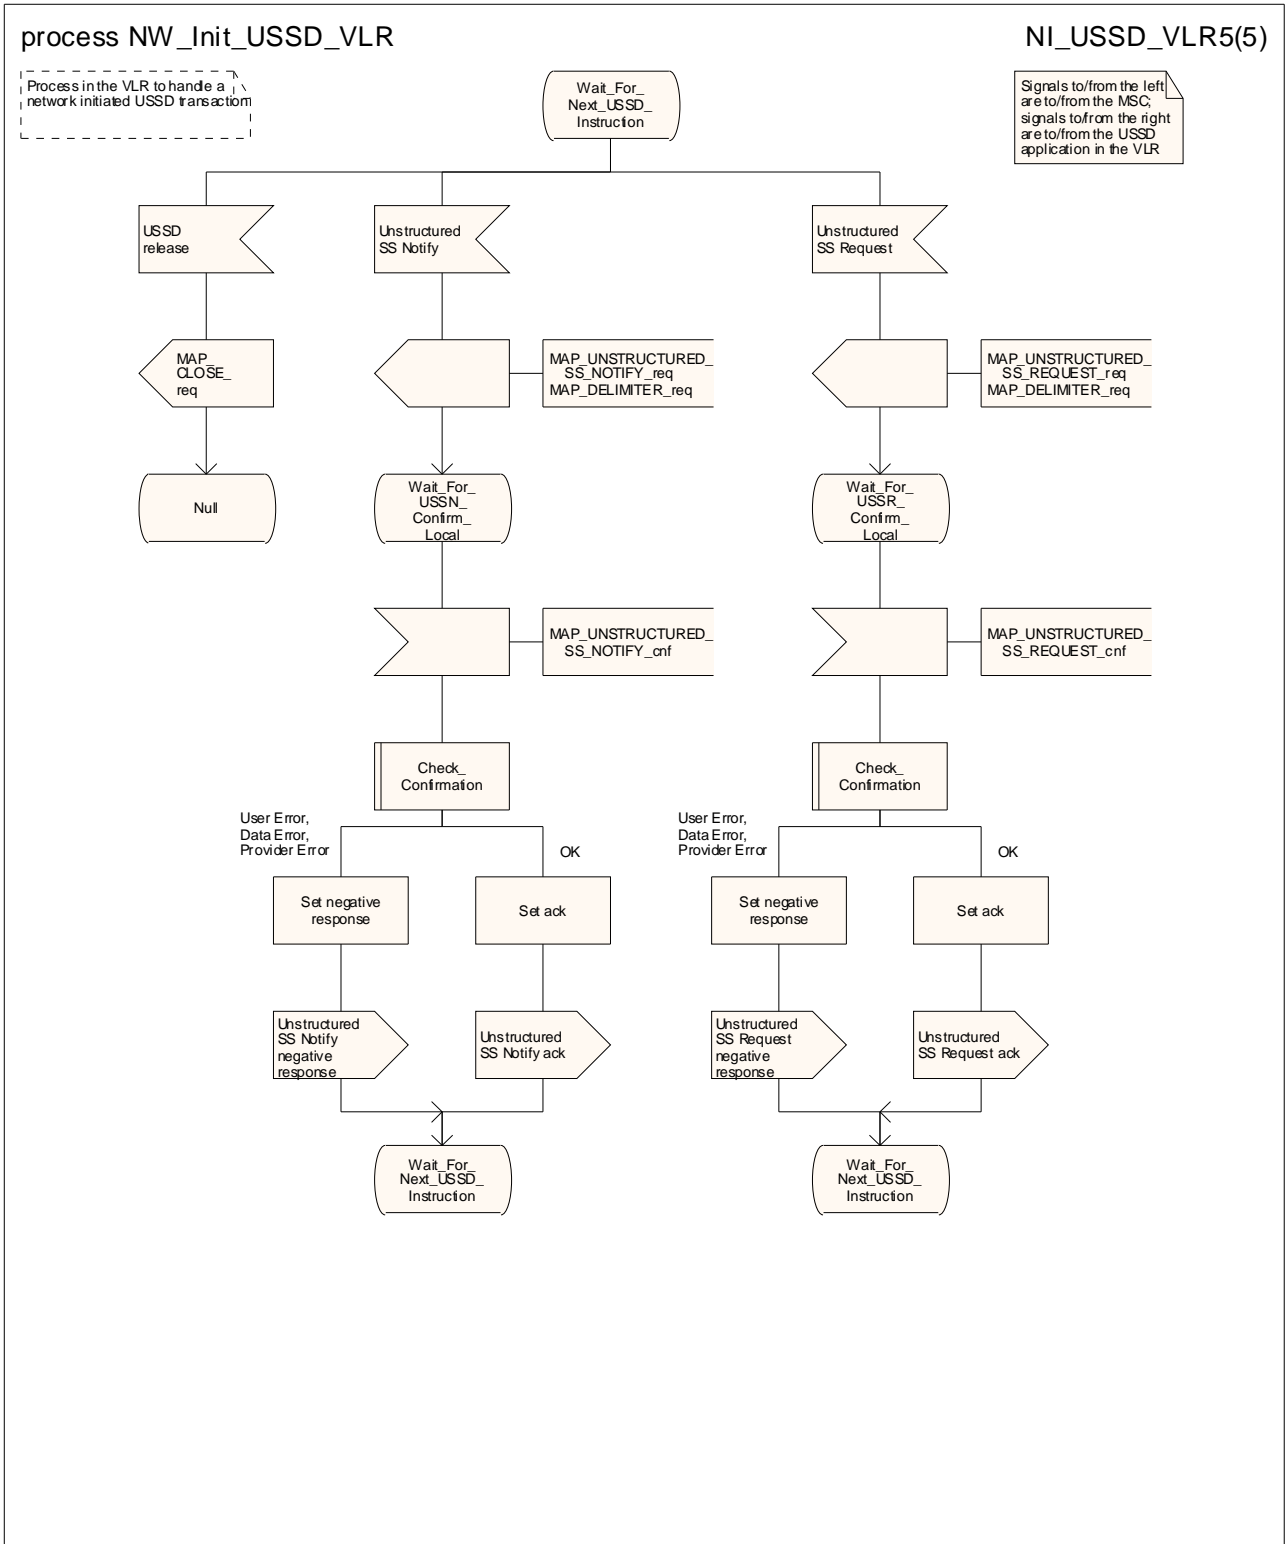 process NW_Init_USSD_VLR
NI_USSD_VLR5(5)
Process in the VLR to handle a
network initiated USSD transaction
Wait_For_
Next_USSD_
Instruction
Signals to/from the left
are to/from the MSC;
signals to/from the right
are to/from the USSD
application in the VLR
USSD
release
Unstructured
SS Notify
Unstructured
SS Request
MAP_
CLOSE_
req
MAP_UNSTRUCTURED_
SS_NOTIFY_req
MAP_DELIMITER_req
MAP_UNSTRUCTURED_
SS_REQUEST_req
MAP_DELIMITER_req
Null
Wait_For_
USSN_
Confirm_
Local
Wait_For_
USSR_
Confirm_
Local
MAP_UNSTRUCTURED_
SS_NOTIFY_cnf
MAP_UNSTRUCTURED_
SS_REQUEST_cnf
Check_
Confirmation
Check_
Confirmation
User Error,
Data Error,
Provider Error
OK
User Error,
Data Error,
Provider Error
OK
Set negative
response
Set ack
Set negative
response
Set ack
Unstructured
SS Notify
negative
response
Unstructured
SS Notify ack
Unstructured
SS Request
negative
response
Unstructured
SS Request ack
Wait_For_
Next_USSD_
Instruction
Wait_For_
Next_USSD_
Instruction